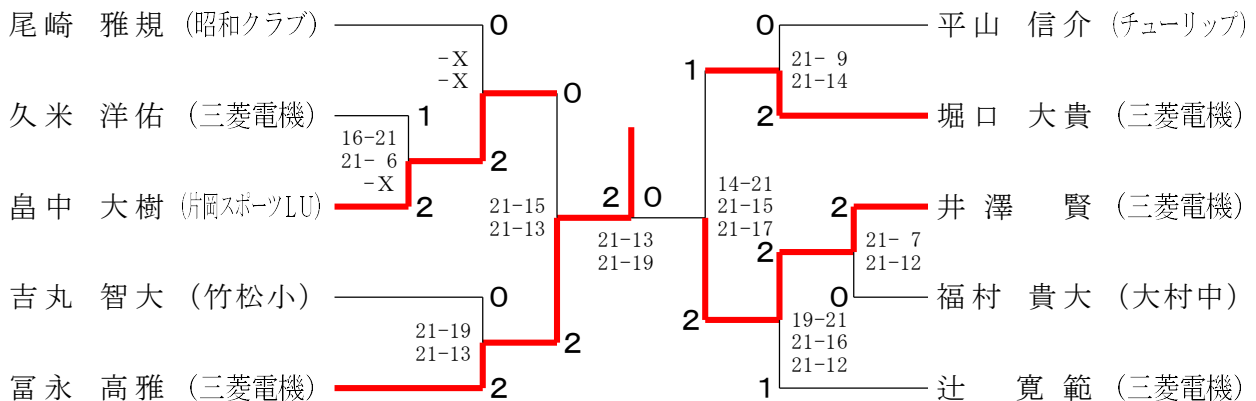 尾崎 雅規 (昭和クラブ)
0
-X
-X
0
久米 洋佑 (三菱電機)
1
16-21
21- 6
-X
2
畠中 大樹 (片岡スポーツLU)
2
21-15
21-13
吉丸 智大 (竹松小)
0
21-19
21-13
2
冨永 高雅 (三菱電機)
2
2 0
21-13
21-19
0
平山 信介 (チューリップ)
1
21- 9
21-14
2
堀口 大貴 (三菱電機)
14-21
21-15
21-17
2
井澤 賢 (三菱電機)
2
21- 7
21-12
0
福村 貴大 (大村中)
2
19-21
21-16
21-12
1
辻 寛範 (三菱電機)